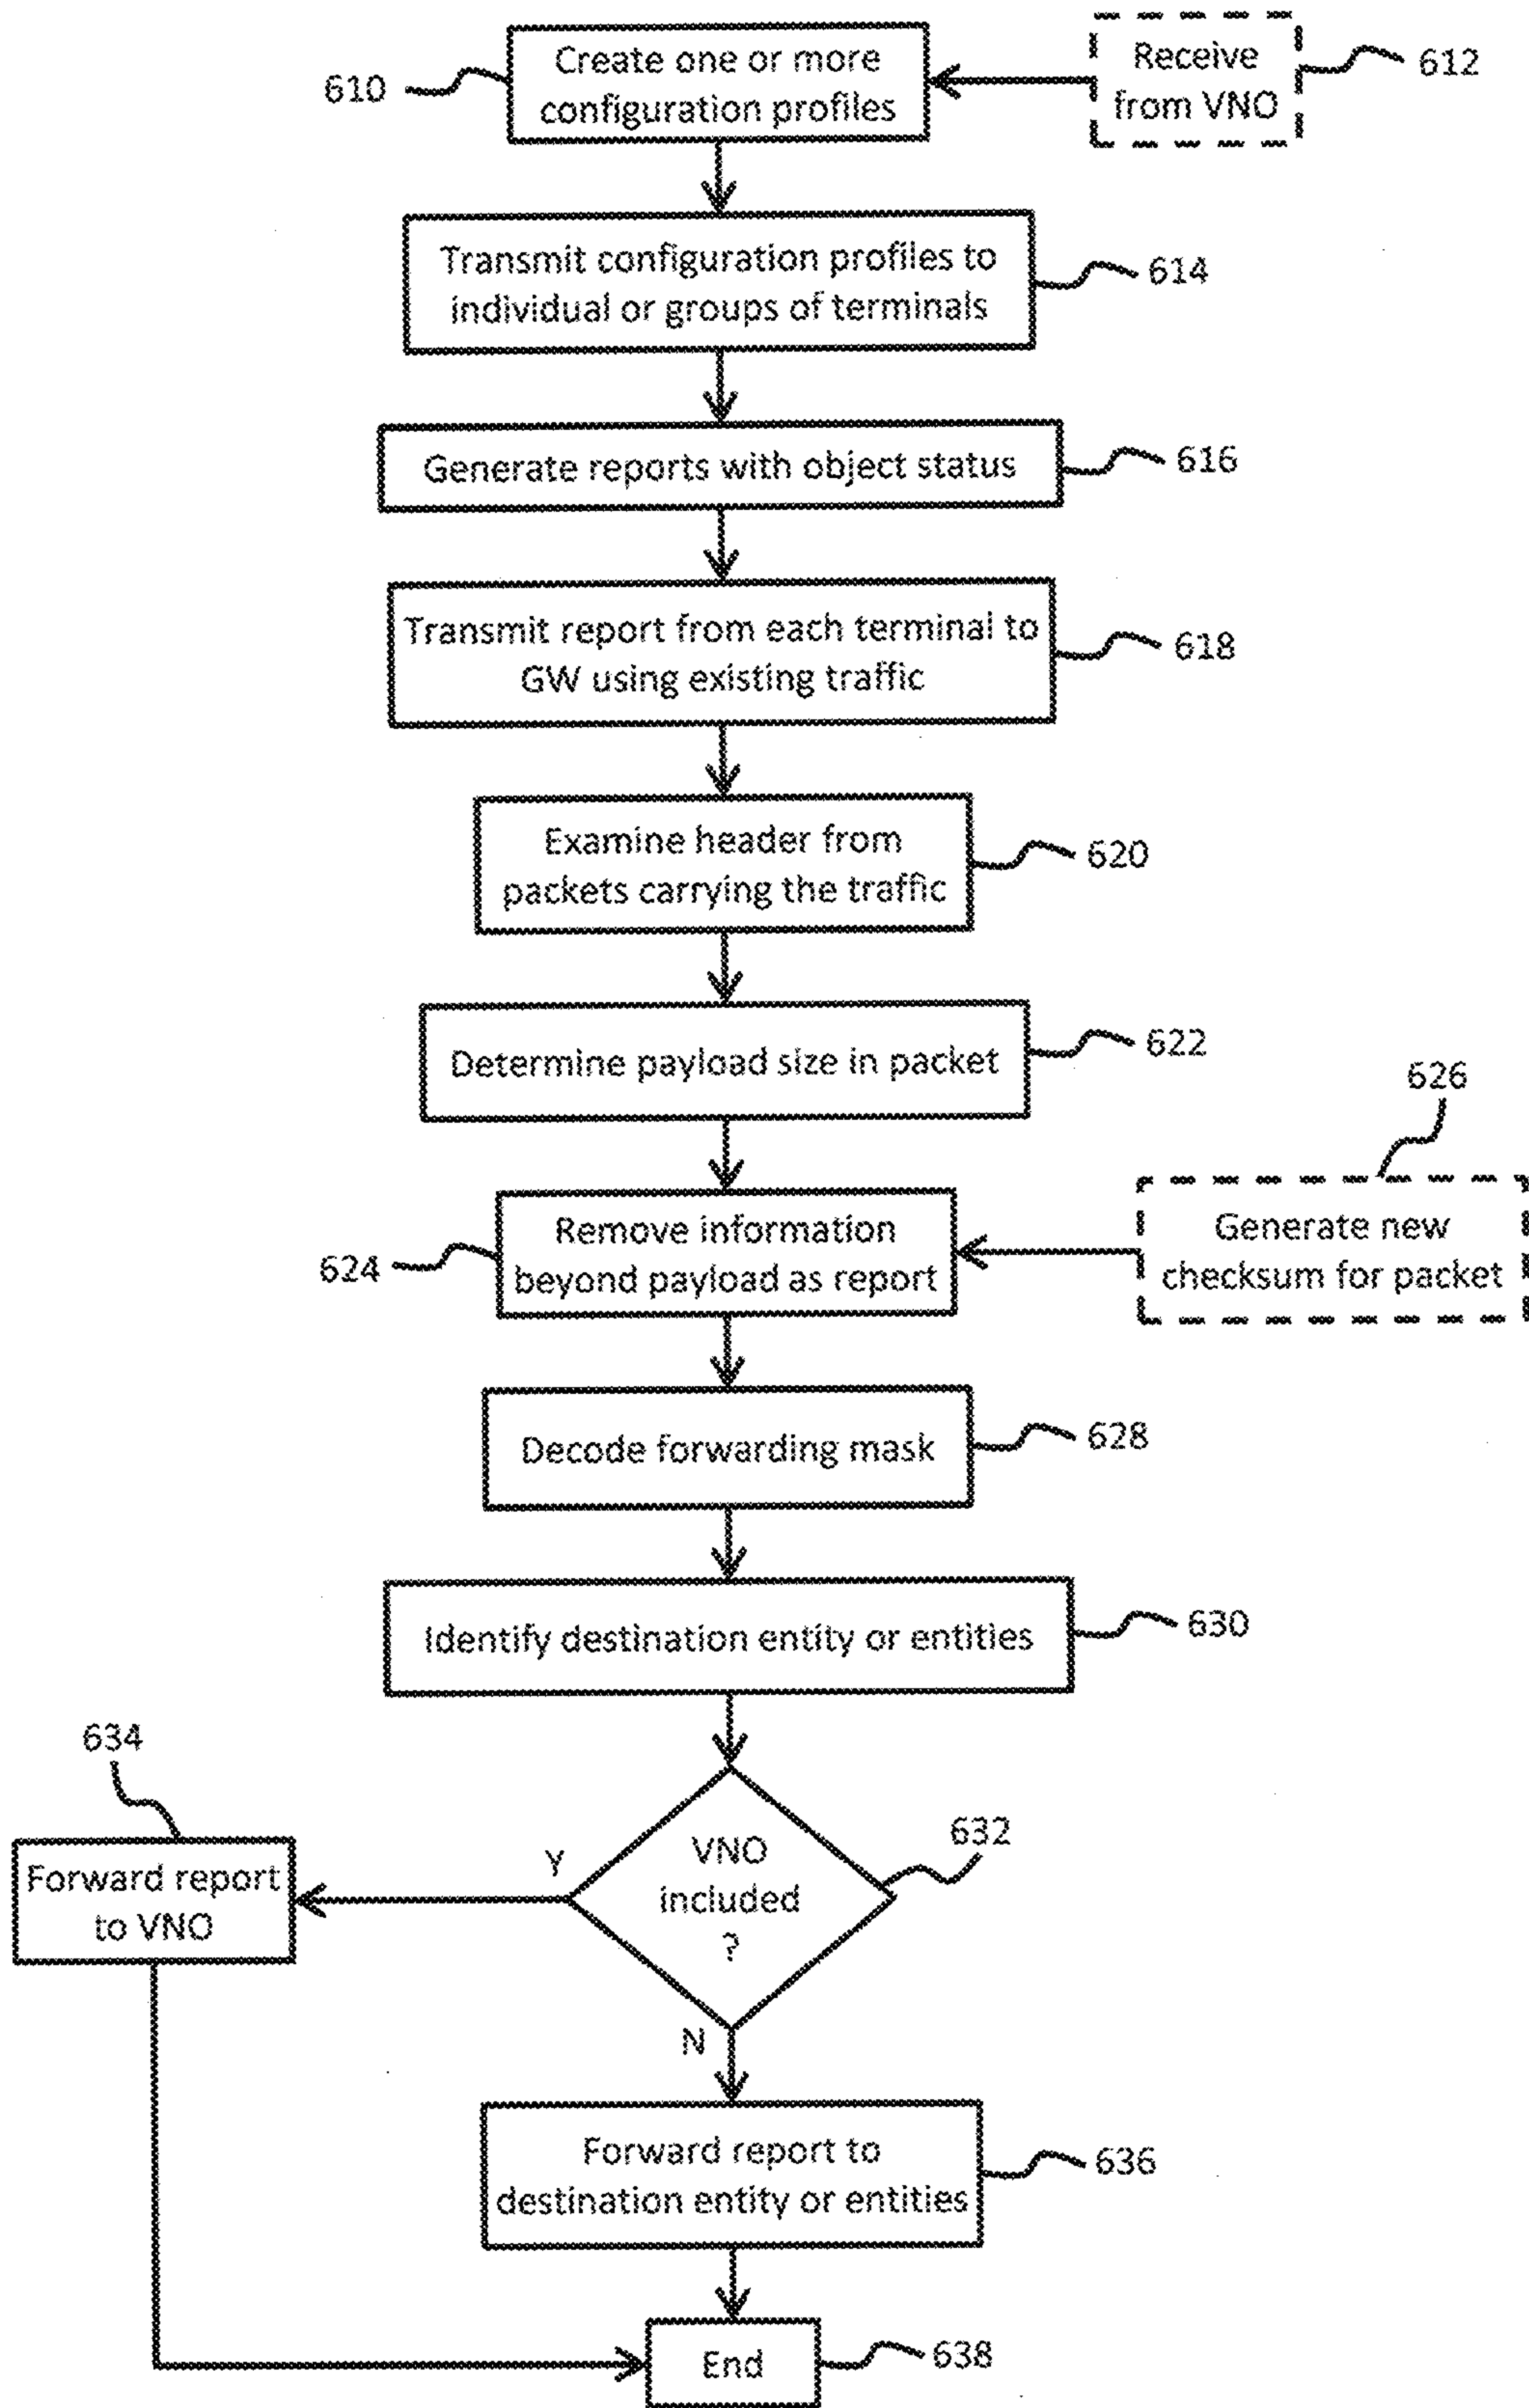 610
Create one or more
configuration profiles
Receive
from VNO
612
Transmit configuration profiles to
individual or groups of terminals
614
Generate reports with object status
616
Transmit report from each terminal to
GW using existing traffic
618
Examine header from
packets carrying the traffic
620
Determine payload size in packet
622
626
624
Remove information
beyond payload as report
Generate new
checksum for packet
Decode forwarding mask
628
Identify destination entity or entities
630
634
Forward report
to VNO
Y
VNO
included
?
632
N
Forward report to
destination entity or entities
636
End
638